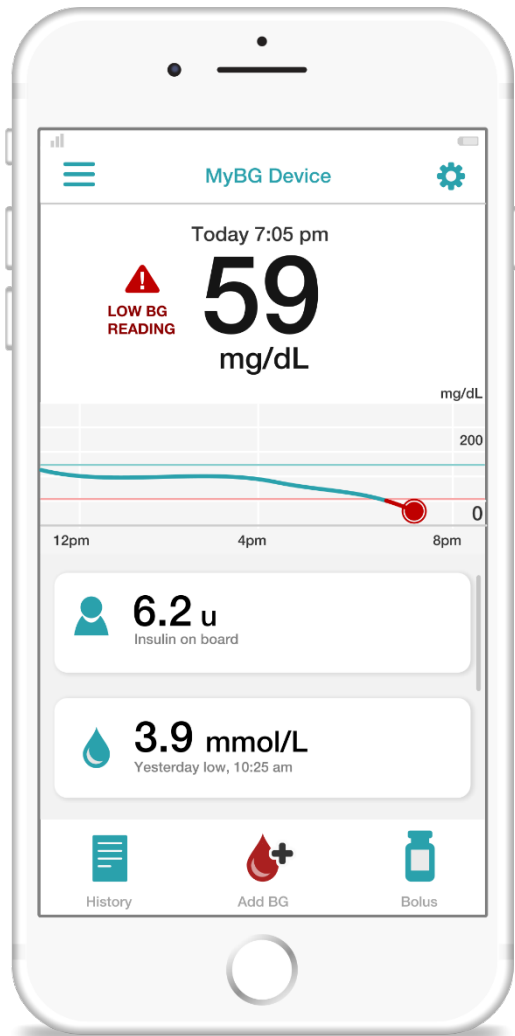 MyBG Device
Today 7:05 pm
LOW BG
READING
59
mg/dL
mg/dL
200
0
12pm 4pm 8pm
6.2 u
Insulin on board
3.9 mmol/L
Yesterday low, 10:25 am
History Add BG Bolus